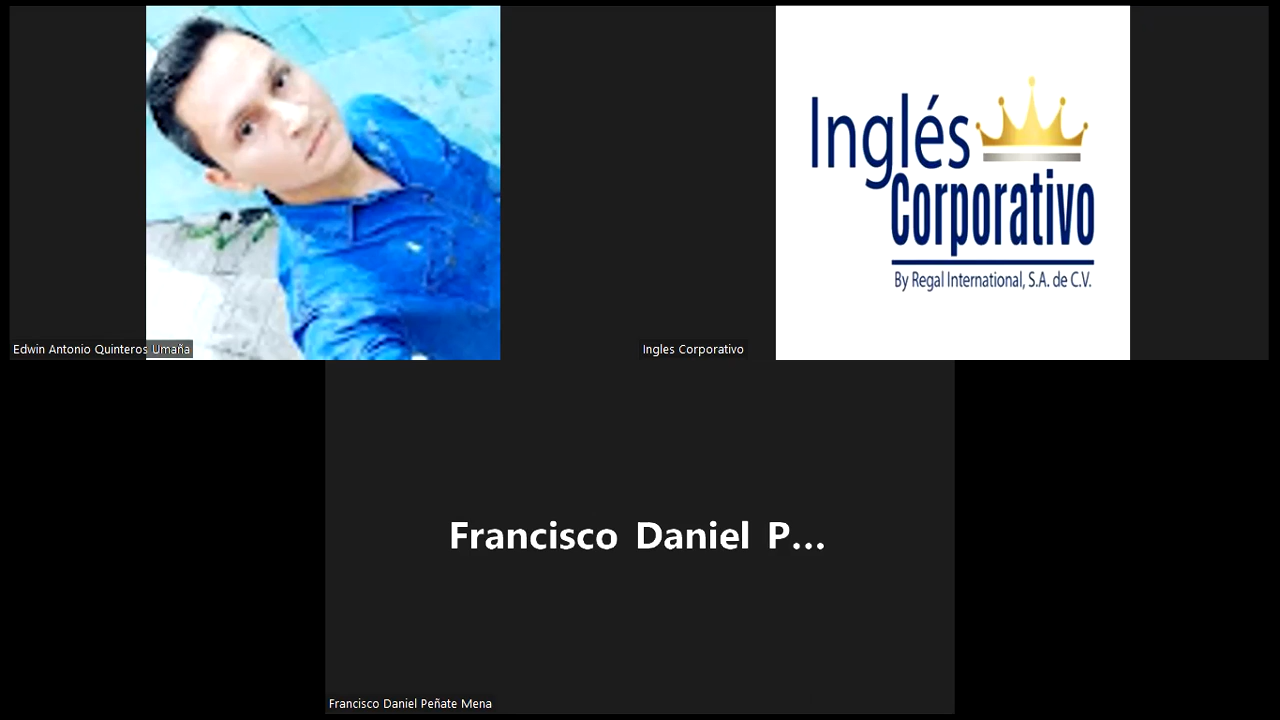 Inglés
Corporativo
By Regal International, S.A. de C.V.
Edwin Antonio Quinteros Umaña
Ingles Corporativo
Francisco Daniel P...
Francisco Daniel Peñate Mena